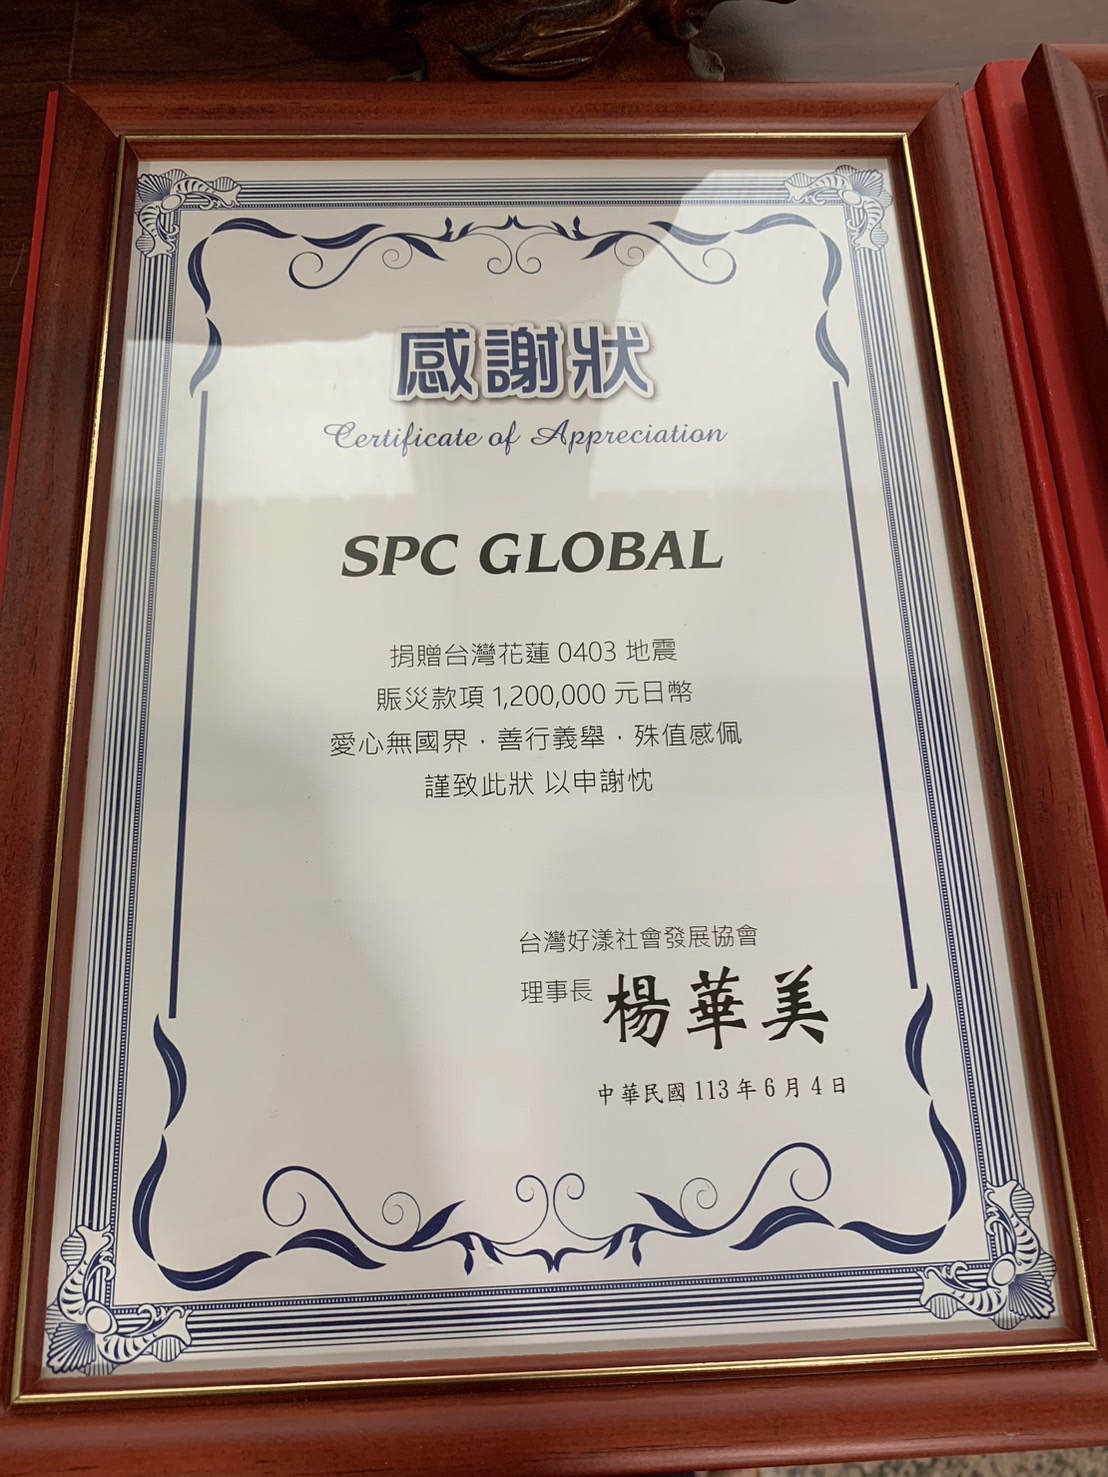 感謝狀
Certificate of Appreciation
SPC GLOBAL
捐贈台灣花蓮 0403 地震
賑災款項 1,200,000 元日幣
愛心無國界．善行義舉．殊值感佩
謹致此狀 以申謝忱
台灣好漾社會發展協會
理事長 楊華美
中華民國 113 年 6 月 4 日